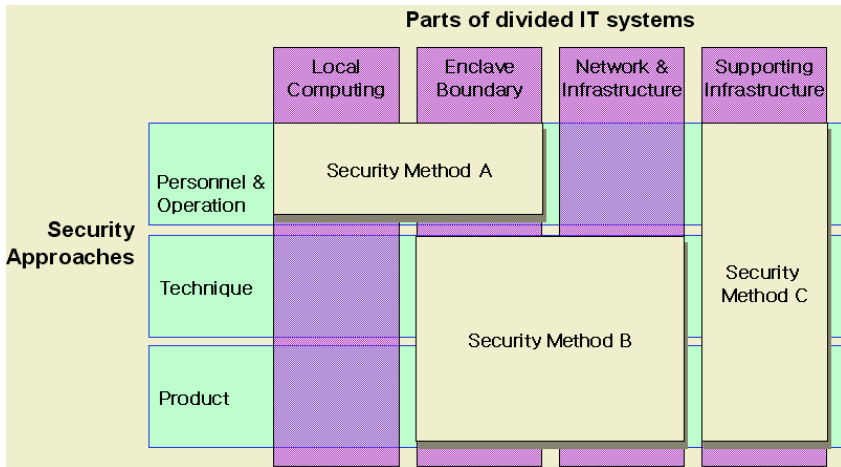 Parts of divided IT systems
Local
Computing
Enclave
Boundary
Network &
Infrastructure
Supporting
Infrastructure
Security
Approaches
Personnel &
Operation
Security Method A
Technique
Security Method B
Security
Method C
Product